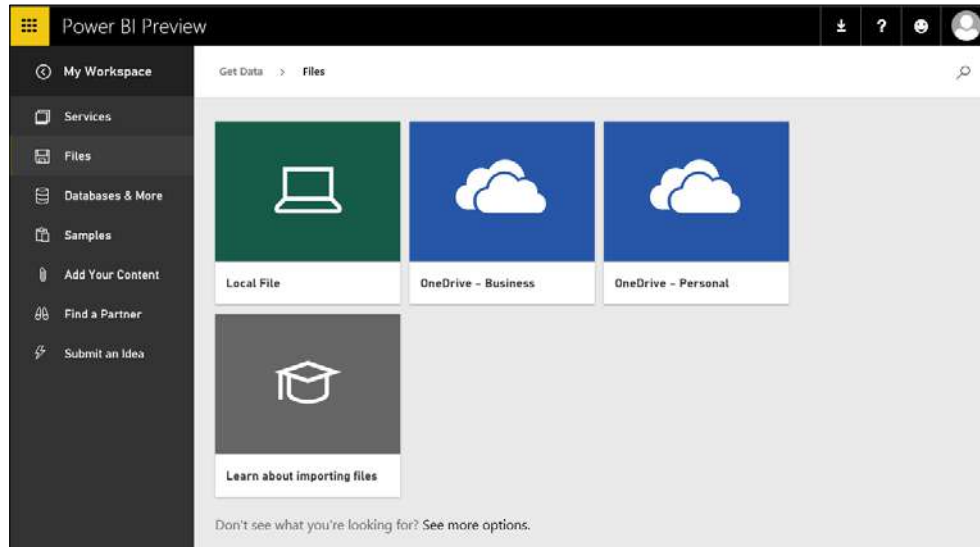 Power BI Preview
?
My Workspace
Get Data > Files
Services
Files
Databases & More
Samples
Add Your Content
Find a Partner
Submit an Idea
Local File
OneDrive – Business
OneDrive – Personal
Learn about importing files
Don't see what you're looking for? See more options.